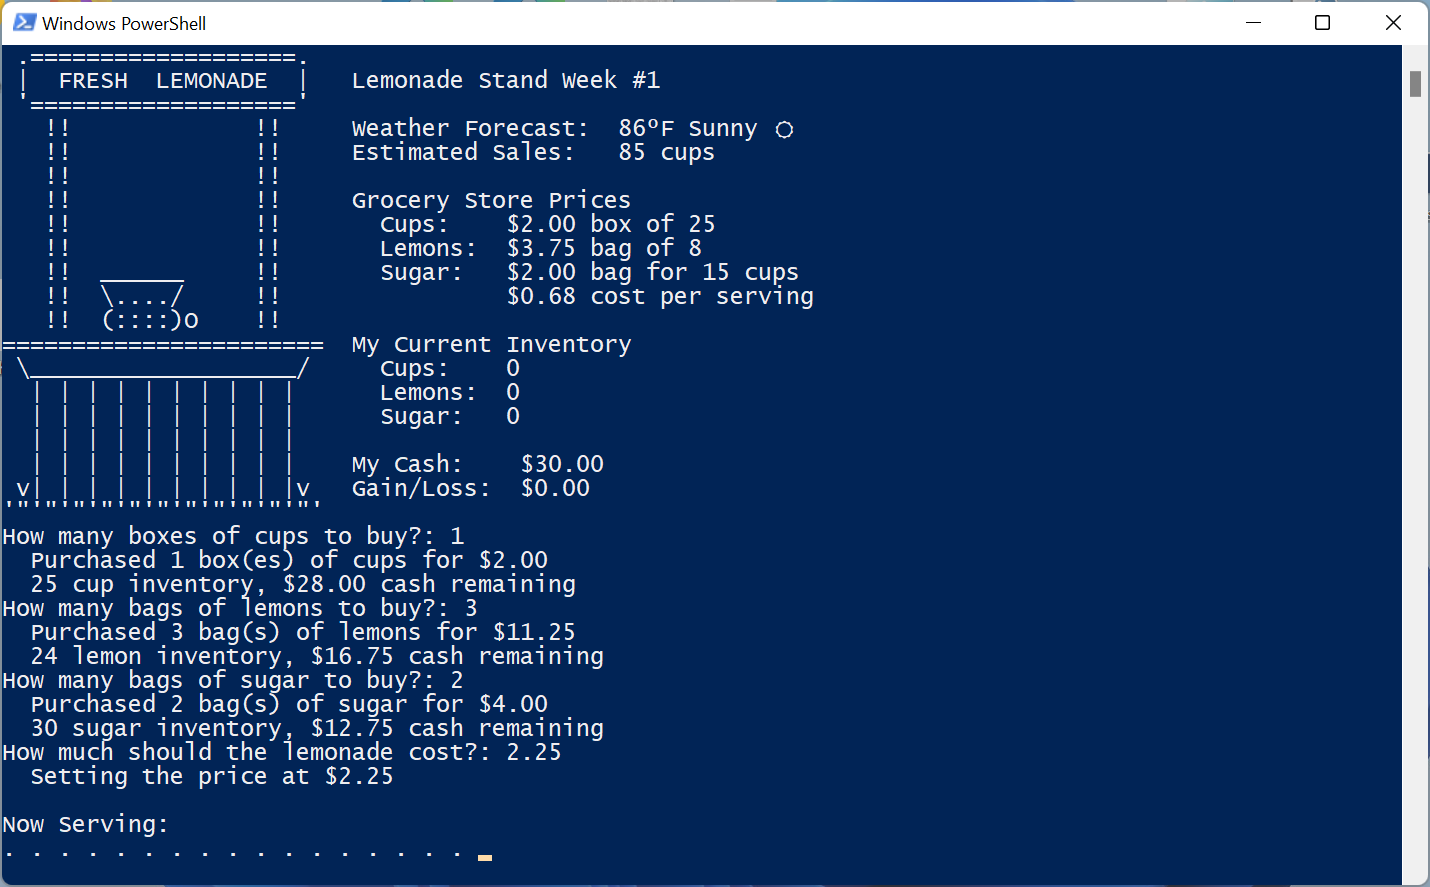 Windows PowerShell
FRESH  LEMONADE
Lemonade Stand Week #1
Weather Forecast:  86ºF Sunny
Estimated Sales:   85 cups
Grocery Store Prices
Cups:    $2.00 box of 25
Lemons:  $3.75 bag of 8
Sugar:   $2.00 bag for 15 cups
$0.68 cost per serving
My Current Inventory
Cups:    0
Lemons:  0
Sugar:   0
My Cash:    $30.00
Gain/Loss:  $0.00
How many boxes of cups to buy?: 1
Purchased 1 box(es) of cups for $2.00
25 cup inventory, $28.00 cash remaining
How many bags of lemons to buy?: 3
Purchased 3 bag(s) of lemons for $11.25
24 lemon inventory, $16.75 cash remaining
How many bags of sugar to buy?: 2
Purchased 2 bag(s) of sugar for $4.00
30 sugar inventory, $12.75 cash remaining
How much should the lemonade cost?: 2.25
Setting the price at $2.25
Now Serving:
. . . . . . . . . . . . . . . . .